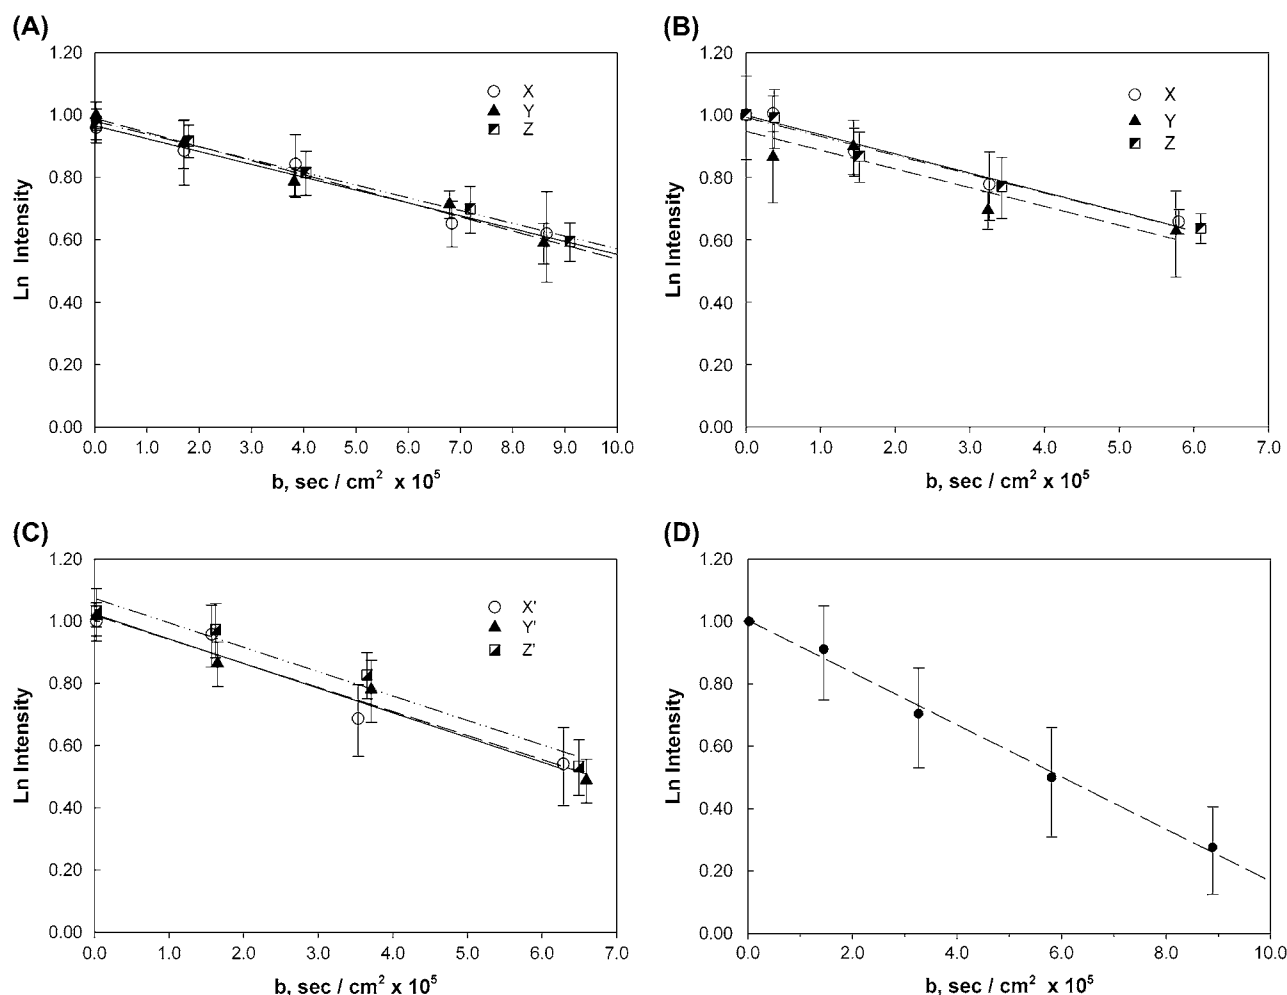 (A)
1.20
1.00
0.80
0.60
0.40
0.20
0.00
Ln Intensity
X
Y
Z
0.0 1.0 2.0 3.0 4.0 5.0 6.0 7.0 8.0 9.0 10.0
b, sec / cm² x 10⁵
(B)
1.20
1.00
0.80
0.60
0.40
0.20
0.00
Ln Intensity
X
Y
Z
0.0 1.0 2.0 3.0 4.0 5.0 6.0 7.0
b, sec / cm² x 10⁵
(C)
1.20
1.00
0.80
0.60
0.40
0.20
0.00
Ln Intensity
X'
Y'
Z'
0.0 1.0 2.0 3.0 4.0 5.0 6.0 7.0
b, sec / cm² x 10⁵
(D)
1.20
1.00
0.80
0.60
0.40
0.20
0.00
Ln Intensity
0.0 2.0 4.0 6.0 8.0 10.0
b, sec / cm² x 10⁵